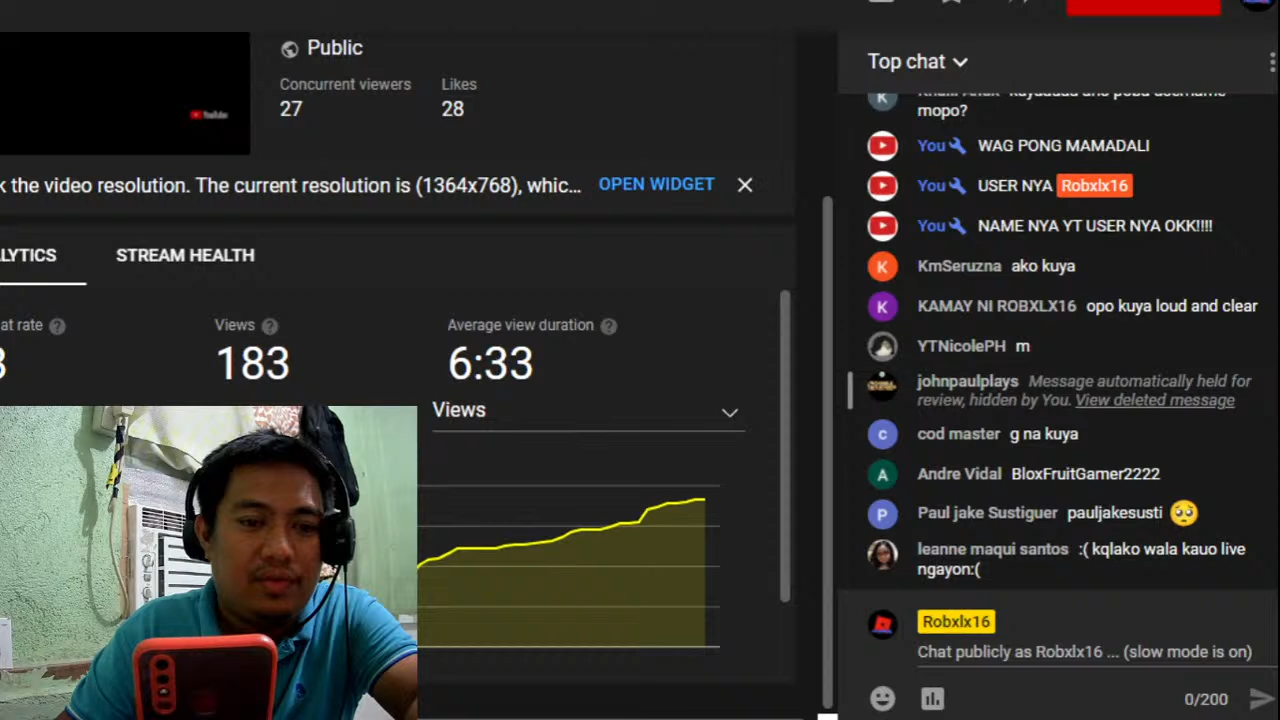 Public
Concurrent viewers
Likes
27
28
k the video resolution. The current resolution is (1364x768), whic...
OPEN WIDGET
LYTICS
STREAM HEALTH
at rate
Views
Average view duration
183
6:33
Views
Top chat
mopo?
You WAG PONG MAMADALI
You USER NYA Robxlx16
You NAME NYA YT USER NYA OKK!!!!
K KmSeruzna ako kuya
K KAMAY NI ROBXLX16 opo kuya loud and clear
YTNicolePH m
johnpaulplays Message automatically held for
review, hidden by You. View deleted message
c cod master g na kuya
A Andre Vidal BloxFruitGamer2222
P Paul jake Sustiguer pauljakesusti 🥺
leanne maqui santos :( kqlako wala kauo live
ngayon:(
Robxlx16
Chat publicly as Robxlx16 ... (slow mode is on)
0/200